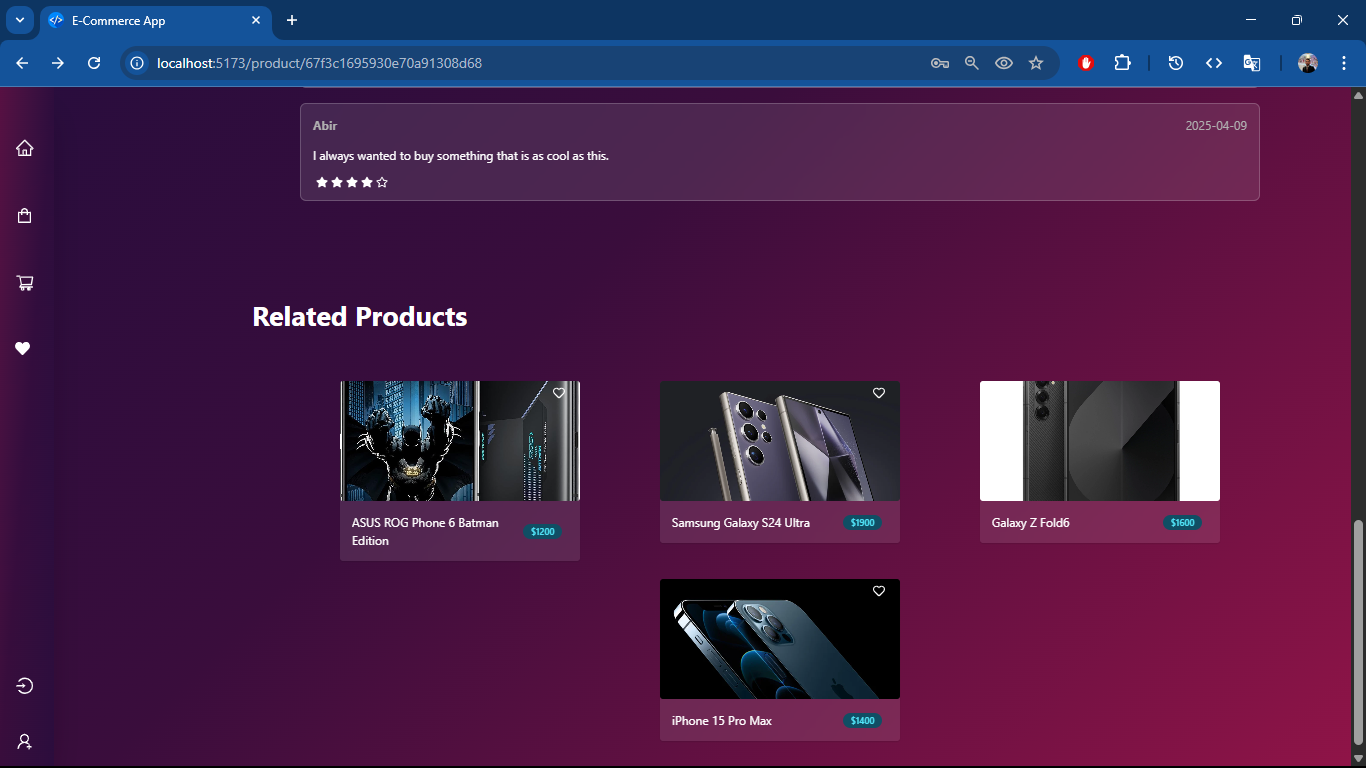 E-Commerce App
localhost:5173/product/67f3c1695930e70a91308d68
Abir
2025-04-09
I always wanted to buy something that is as cool as this.
Related Products
ASUS ROG Phone 6 Batman
Edition
$1200
Samsung Galaxy S24 Ultra
$1900
Galaxy Z Fold6
$1600
iPhone 15 Pro Max
$1400